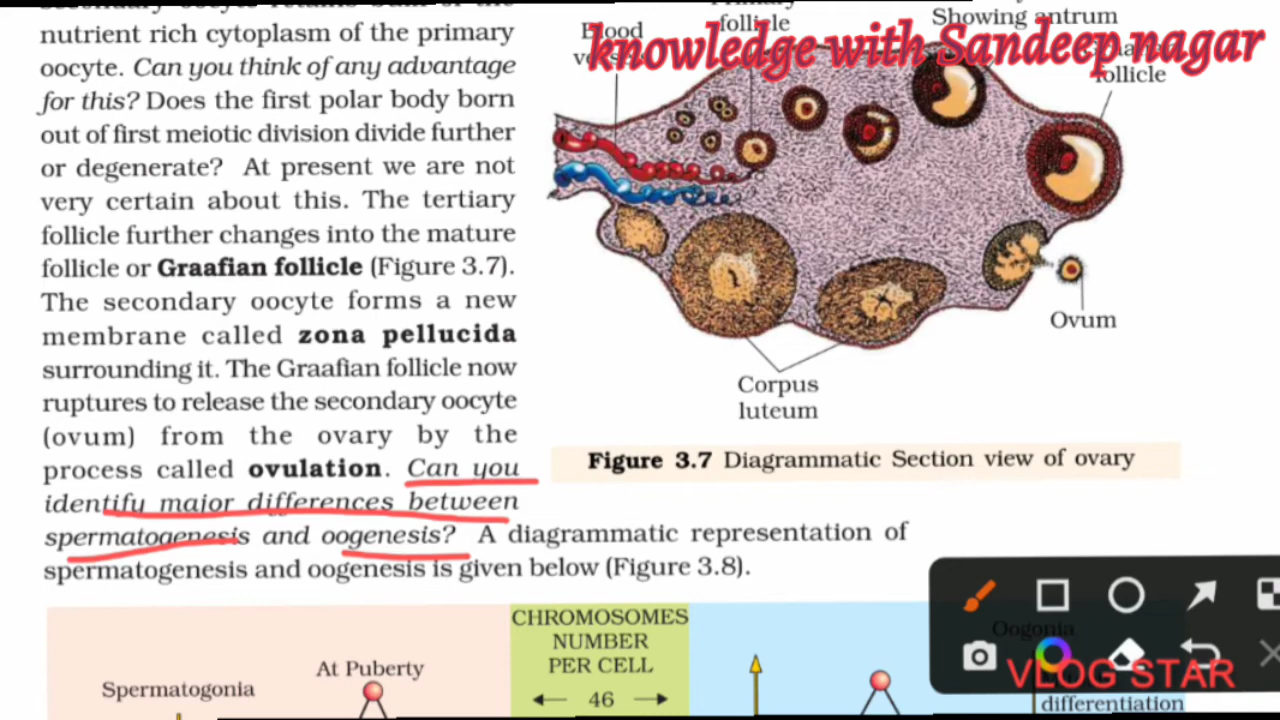 nutrient rich cytoplasm of the primary
oocyte. Can you think of any advantage
for this? Does the first polar body born
out of first meiotic division divide further
or degenerate? At present we are not
very certain about this. The tertiary
follicle further changes into the mature
follicle or Graafian follicle (Figure 3.7).
The secondary oocyte forms a new
membrane called zona pellucida
surrounding it. The Graafian follicle now
ruptures to release the secondary oocyte
(ovum) from the ovary by the
process called ovulation. Can you
identify major differences between
spermatogenesis and oogenesis? A diagrammatic representation of
spermatogenesis and oogenesis is given below (Figure 3.8).
Blood
follicle
Showing antrum
knowledge with Sandeep nagar
follicle
Ovum
Corpus
luteum
Figure 3.7 Diagrammatic Section view of ovary
CHROMOSOMES
NUMBER
PER CELL
46
At Puberty
Spermatogonia
Oogonia
VLOG STAR
differentiation